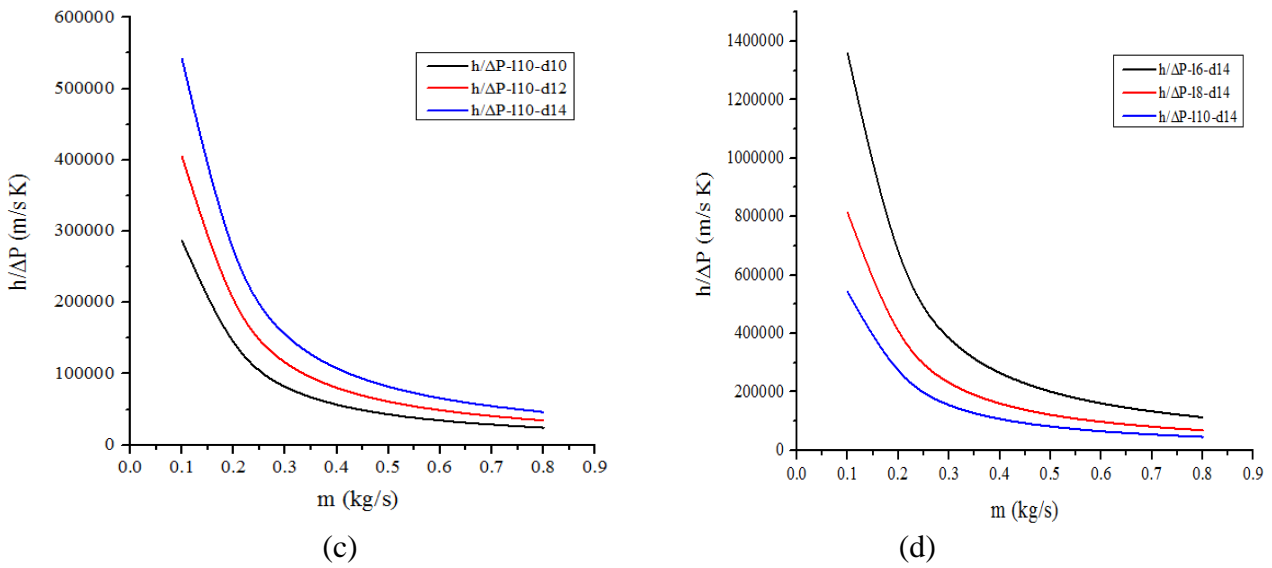 600000
500000
400000
300000
200000
100000
0
h/ΔP (m/s K)
0.0 0.1 0.2 0.3 0.4 0.5 0.6 0.7 0.8 0.9
m (kg/s)
h/ΔP-l10-d10
h/ΔP-l10-d12
h/ΔP-l10-d14
(c)
1400000
1200000
1000000
800000
600000
400000
200000
0
h/ΔP (m/s K)
0.0 0.1 0.2 0.3 0.4 0.5 0.6 0.7 0.8 0.9
m (kg/s)
h/ΔP-l6-d14
h/ΔP-l8-d14
h/ΔP-l10-d14
(d)